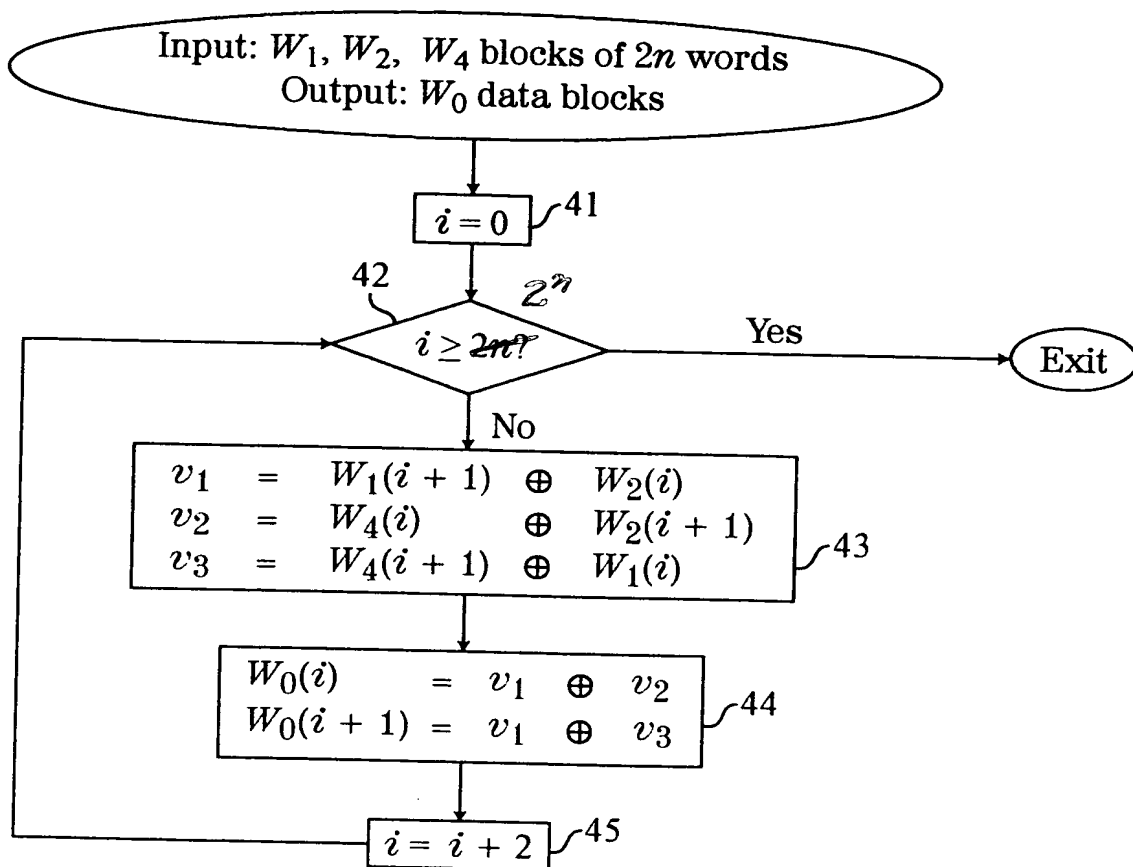 Input: W₁, W₂, W₄ blocks of 2n words
Output: W₀ data blocks
i = 0
41
42
2ⁿ
i ≥ 2n?
Yes
Exit
No
v₁ = W₁(i + 1) ⊕ W₂(i)
v₂ = W₄(i) ⊕ W₂(i + 1)
v₃ = W₄(i + 1) ⊕ W₁(i)
43
W₀(i) = v₁ ⊕ v₂
W₀(i + 1) = v₁ ⊕ v₃
44
i = i + 2
45